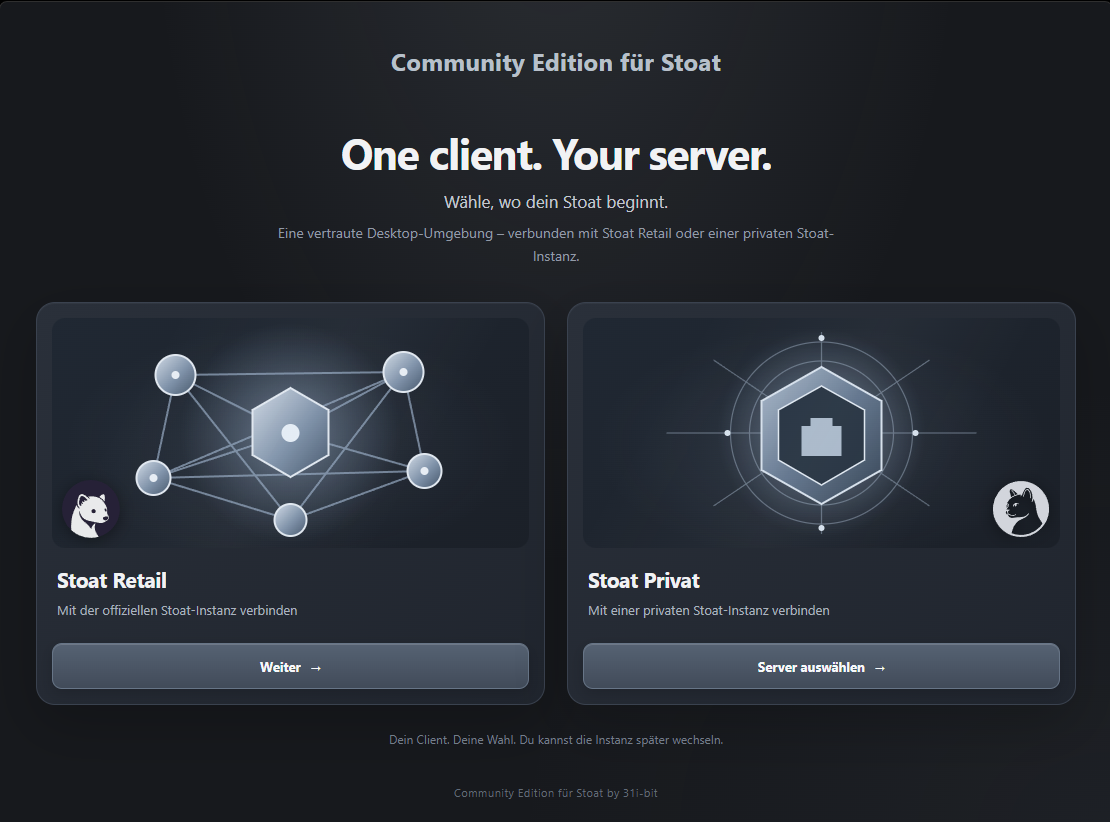 Community Edition für Stoat
One client. Your server.
Wähle, wo dein Stoat beginnt.
Eine vertraute Desktop-Umgebung – verbunden mit Stoat Retail oder einer privaten Stoat-
Instanz.
Stoat Retail
Mit der offiziellen Stoat-Instanz verbinden
Weiter →
Stoat Privat
Mit einer privaten Stoat-Instanz verbinden
Server auswählen →
Dein Client. Deine Wahl. Du kannst die Instanz später wechseln.
Community Edition für Stoat by 31i-bit